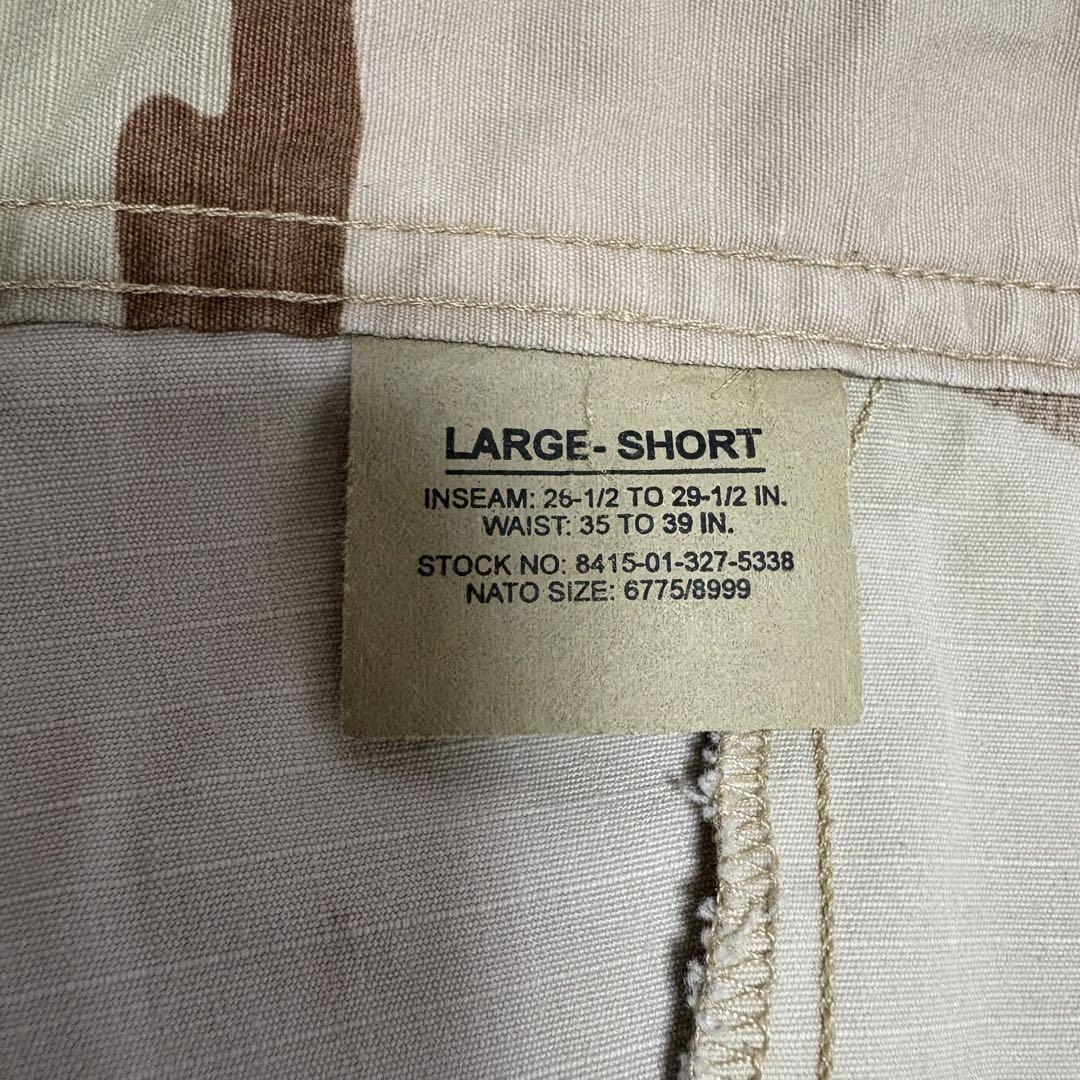 LARGE- SHORT
INSEAM: 26-1/2 TO 29-1/2 IN.
WAIST: 35 TO 39 IN.
STOCK NO: 8415-01-327-5338
NATO SIZE: 6775/8999